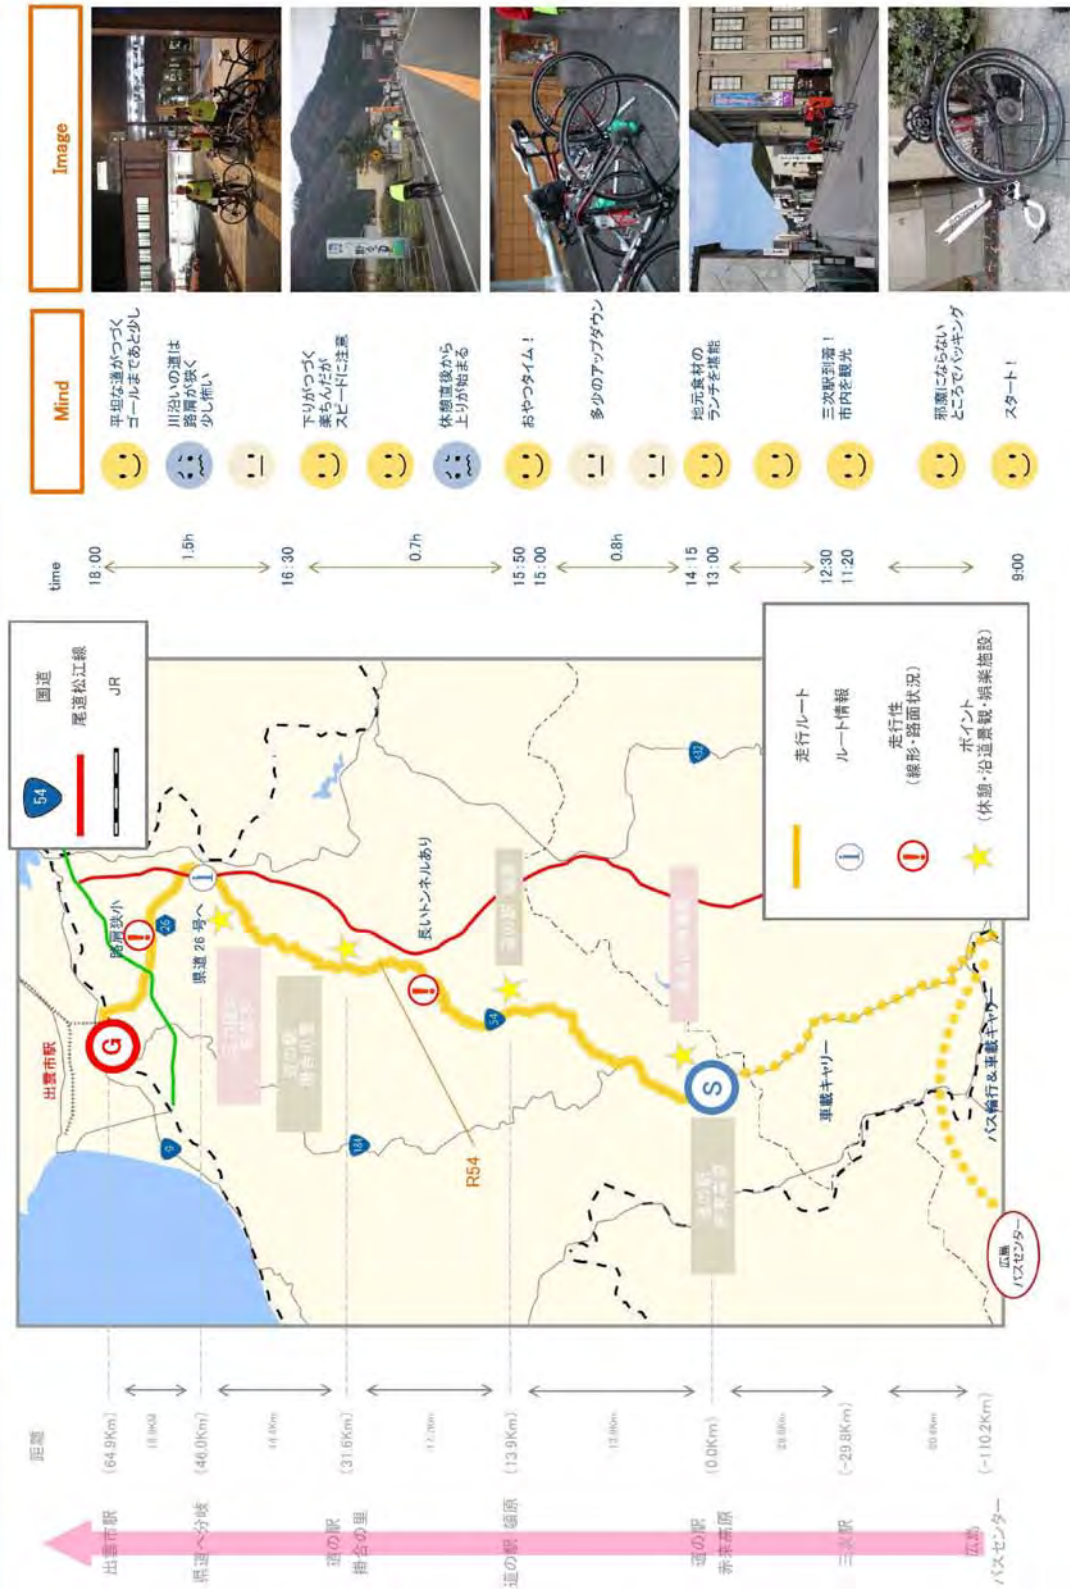 距離
time
Mind
Image
出雲市駅
(64.9Km)
18:00
平坦な道がつづく
ゴールまであと少し
1.5h
川沿いの道は
路肩が狭く
少し怖い
県道へ分岐
(46.0Km)
16:30
下りがつづく
楽ちんだが
スピードに注意
道の駅
掛合の里
(31.6Km)
0.7h
休憩直後から
上りが始まる
15:50
15:00
おやつタイム！
道の駅 頓原
(13.9Km)
0.8h
多少のアップダウン
14:15
13:00
地元食材の
ランチを堪能
道の駅
赤来高原
(0.0Km)
12:30
11:20
三次駅到着！
市内を観光
三次駅
(-29.8Km)
邪魔にならない
ところでパッキング
9:00
スタート！
広島
バスセンター
(-110.2Km)
出雲市駅
G
路肩狭小
26
県道 26 号へ
9
184
R54
長いトンネルあり
54
432
S
車載キャリー
バス輪行&車載キャリー
広島
バスセンター
54
国道
尾道松江線
JR
走行ルート
ルート情報
走行性
(線形・路面状況)
ポイント
(休憩・沿道景観・娯楽施設)